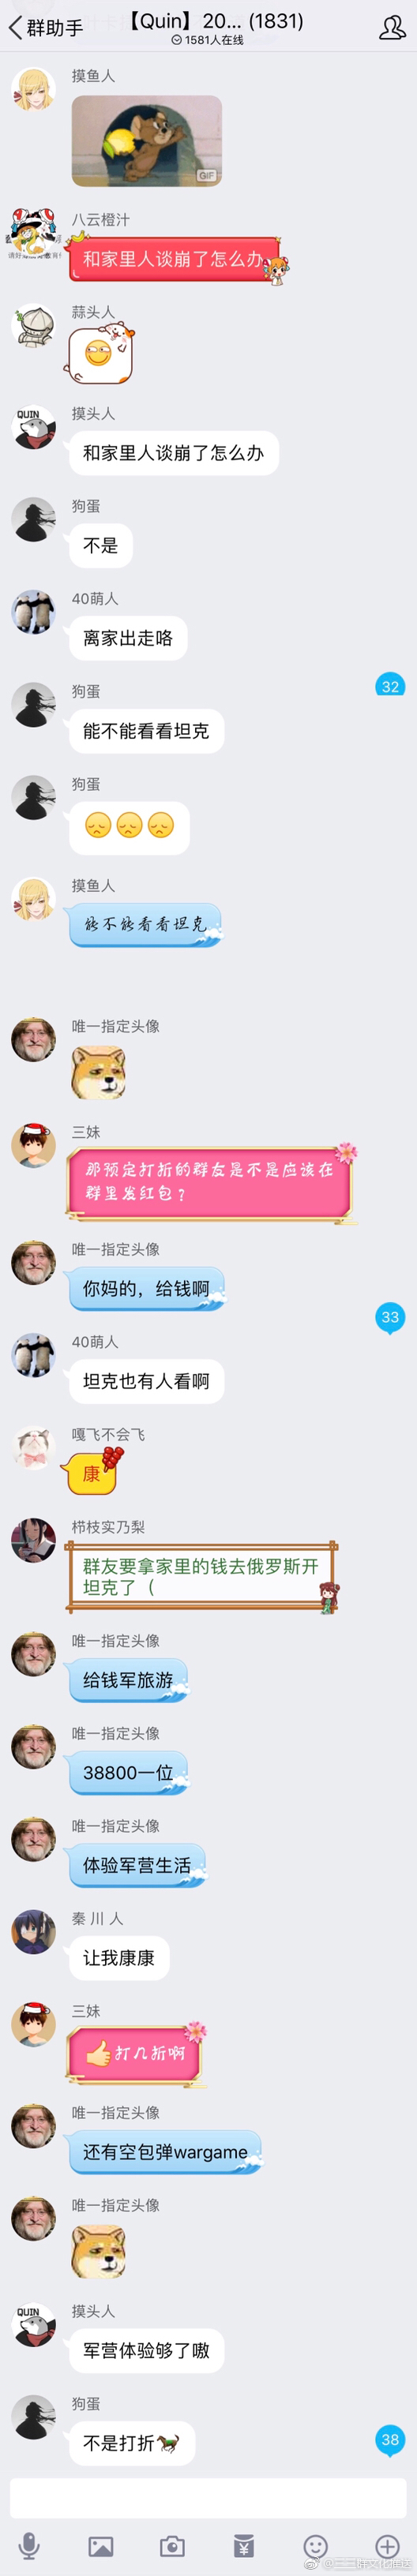 群助手
【Quin】20... (1831)
1581人在线
摸鱼人
GIF
八云橙汁
和家里人谈崩了怎么办
蒜头人
摸头人
QUIN
和家里人谈崩了怎么办
狗蛋
不是
40萌人
离家出走咯
32
狗蛋
能不能看看坦克
狗蛋
摸鱼人
能不能看看坦克
唯一指定头像
三妹
那预定打折的群友是不是应该在
群里发红包？
唯一指定头像
你妈的，给钱啊
33
40萌人
坦克也有人看啊
嘎飞不会飞
康
栉枝实乃梨
群友要拿家里的钱去俄罗斯开
坦克了（
唯一指定头像
给钱军旅游
唯一指定头像
38800一位
唯一指定头像
体验军营生活
秦川人
让我康康
三妹
打几折啊
唯一指定头像
还有空包弹wargame
唯一指定头像
摸头人
QUIN
军营体验够了嗷
狗蛋
不是打折
38